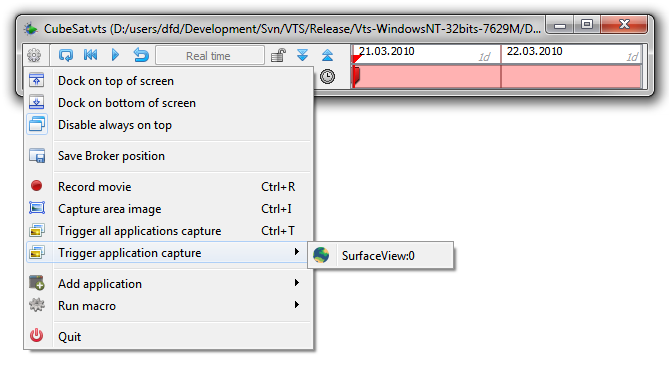 CubeSat.vts (D:/users/dfd/Development/Svn/VTS/Release/Vts-WindowsNT-32bits-7629M/D...
Real time
21.03.2010 1d 22.03.2010 1d
Dock on top of screen
Dock on bottom of screen
Disable always on top
Save Broker position
Record movie Ctrl+R
Capture area image Ctrl+I
Trigger all applications capture Ctrl+T
Trigger application capture
SurfaceView:0
Add application
Run macro
Quit